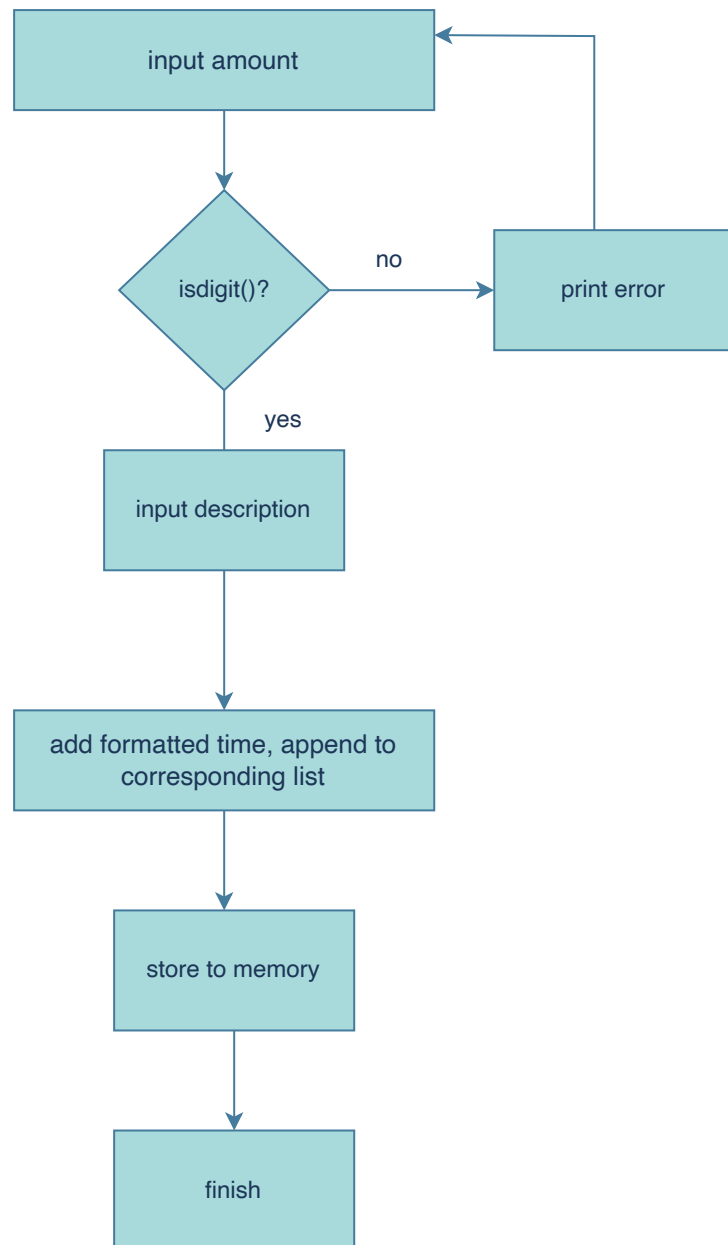 input amount
isdigit()?
no
print error
yes
input description
add formatted time, append to
corresponding list
store to memory
finish